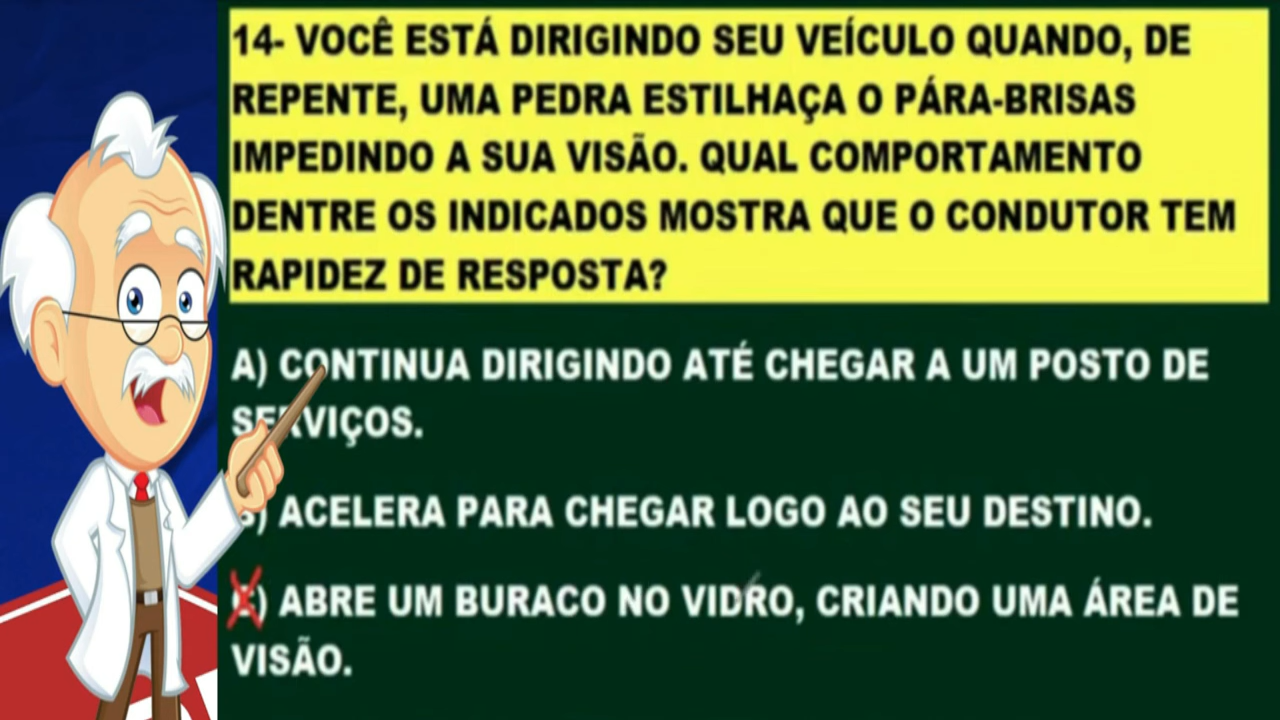 14- VOCÊ ESTÁ DIRIGINDO SEU VEÍCULO QUANDO, DE
REPENTE, UMA PEDRA ESTILHAÇA O PÁRA-BRISAS
IMPEDINDO A SUA VISÃO. QUAL COMPORTAMENTO
DENTRE OS INDICADOS MOSTRA QUE O CONDUTOR TEM
RAPIDEZ DE RESPOSTA?
A) CONTINUA DIRIGINDO ATÉ CHEGAR A UM POSTO DE
SERVIÇOS.
B) ACELERA PARA CHEGAR LOGO AO SEU DESTINO.
C) ABRE UM BURACO NO VIDRO, CRIANDO UMA ÁREA DE
VISÃO.